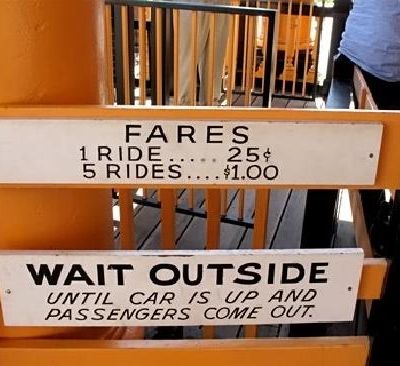 FARES
1 RIDE..... 25¢
5 RIDES....$1.00
WAIT OUTSIDE
UNTIL CAR IS UP AND
PASSENGERS COME OUT.